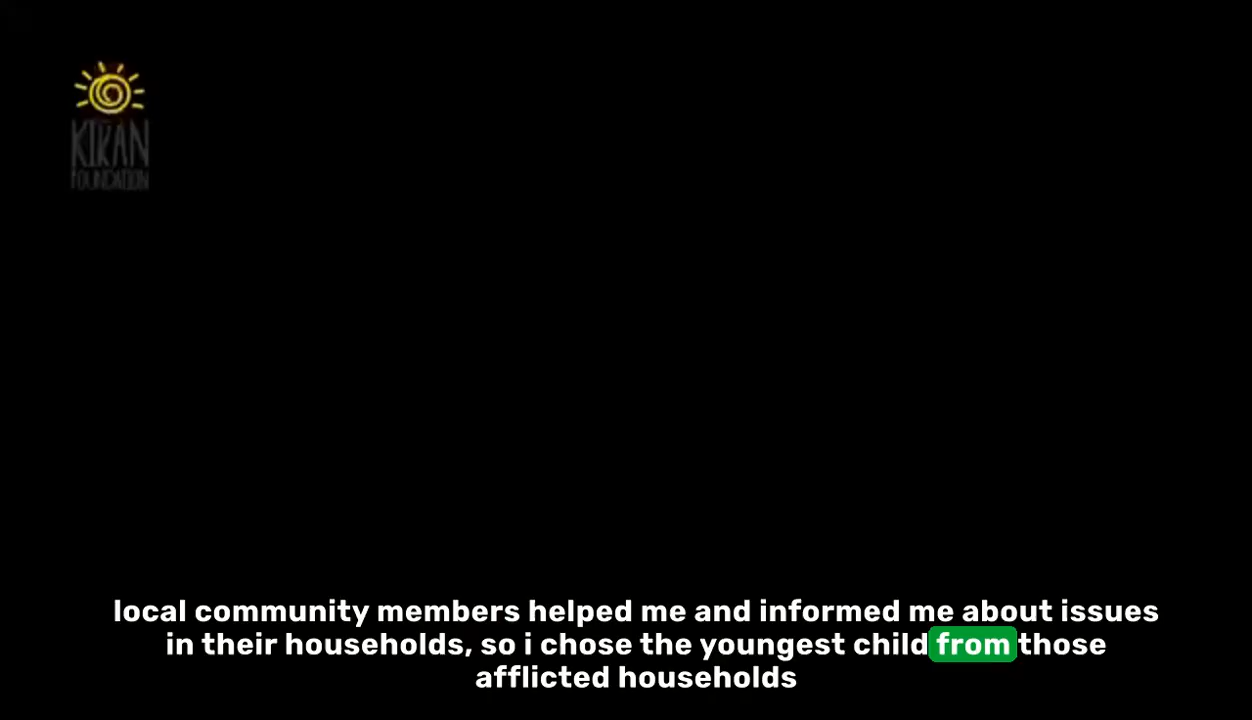 KIRAN
FOUNDATION
local community members helped me and informed me about issues
in their households, so i chose the youngest child from those
afflicted households